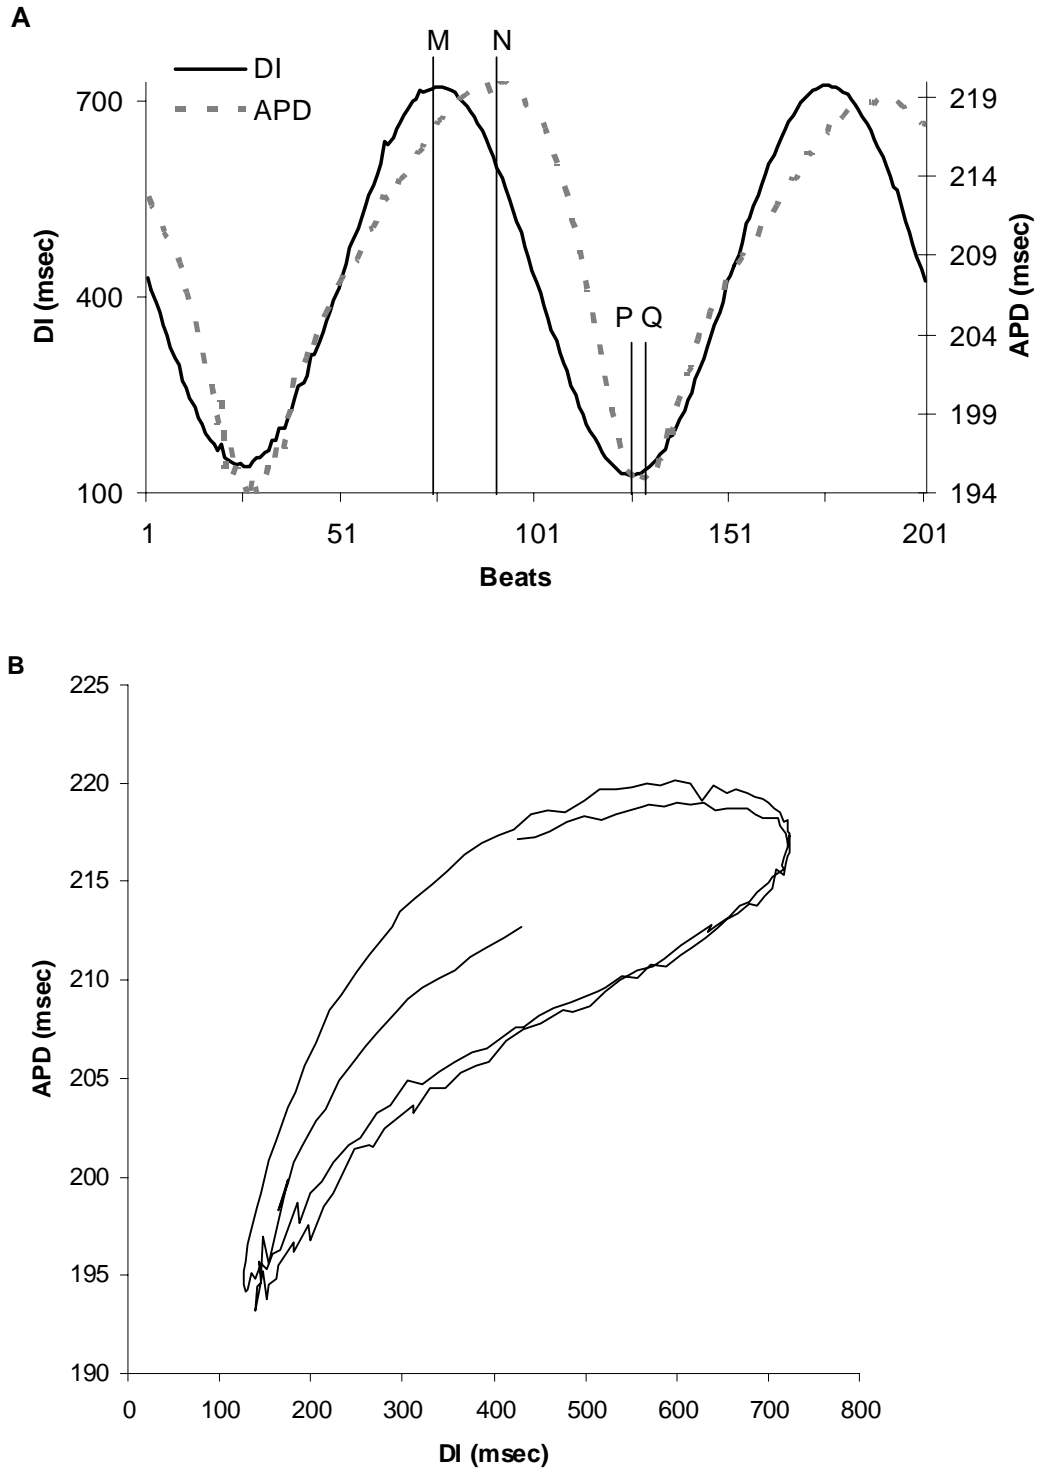 A
M N
DI
APD
700
400
100
219
214
209
204
199
194
P Q
DI (msec)
APD (msec)
1 51 101 151 201
Beats
B
225
220
215
210
205
200
195
190
APD (msec)
0 100 200 300 400 500 600 700 800
DI (msec)